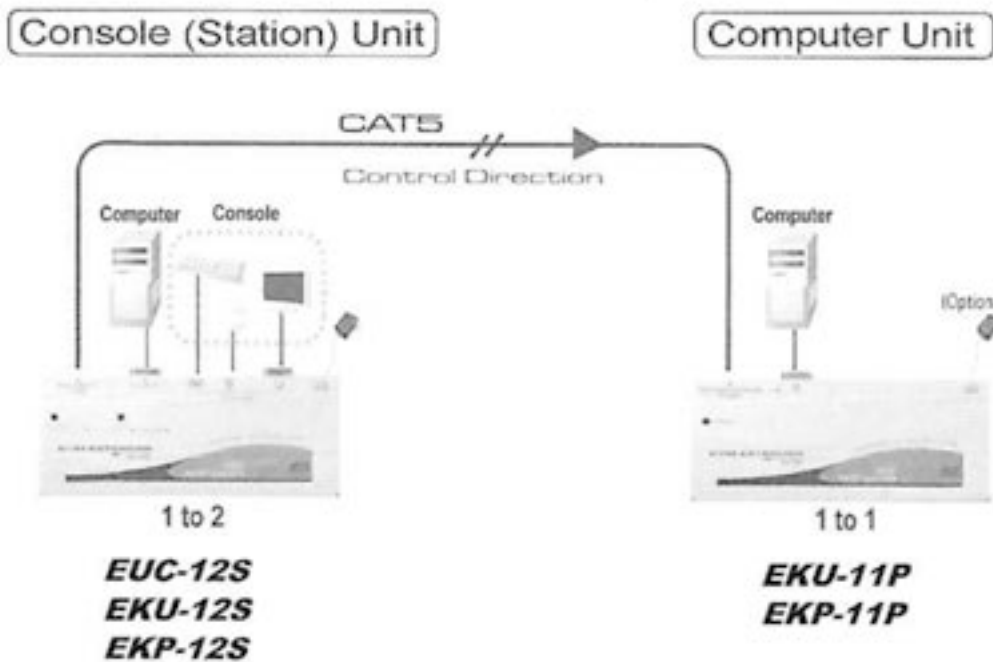 Console (Station) Unit
Computer Unit
CAT5
Control Direction
Computer
Console
Computer
(Option
1 to 2
1 to 1
EUC-12S
EKU-12S
EKP-12S
EKU-11P
EKP-11P